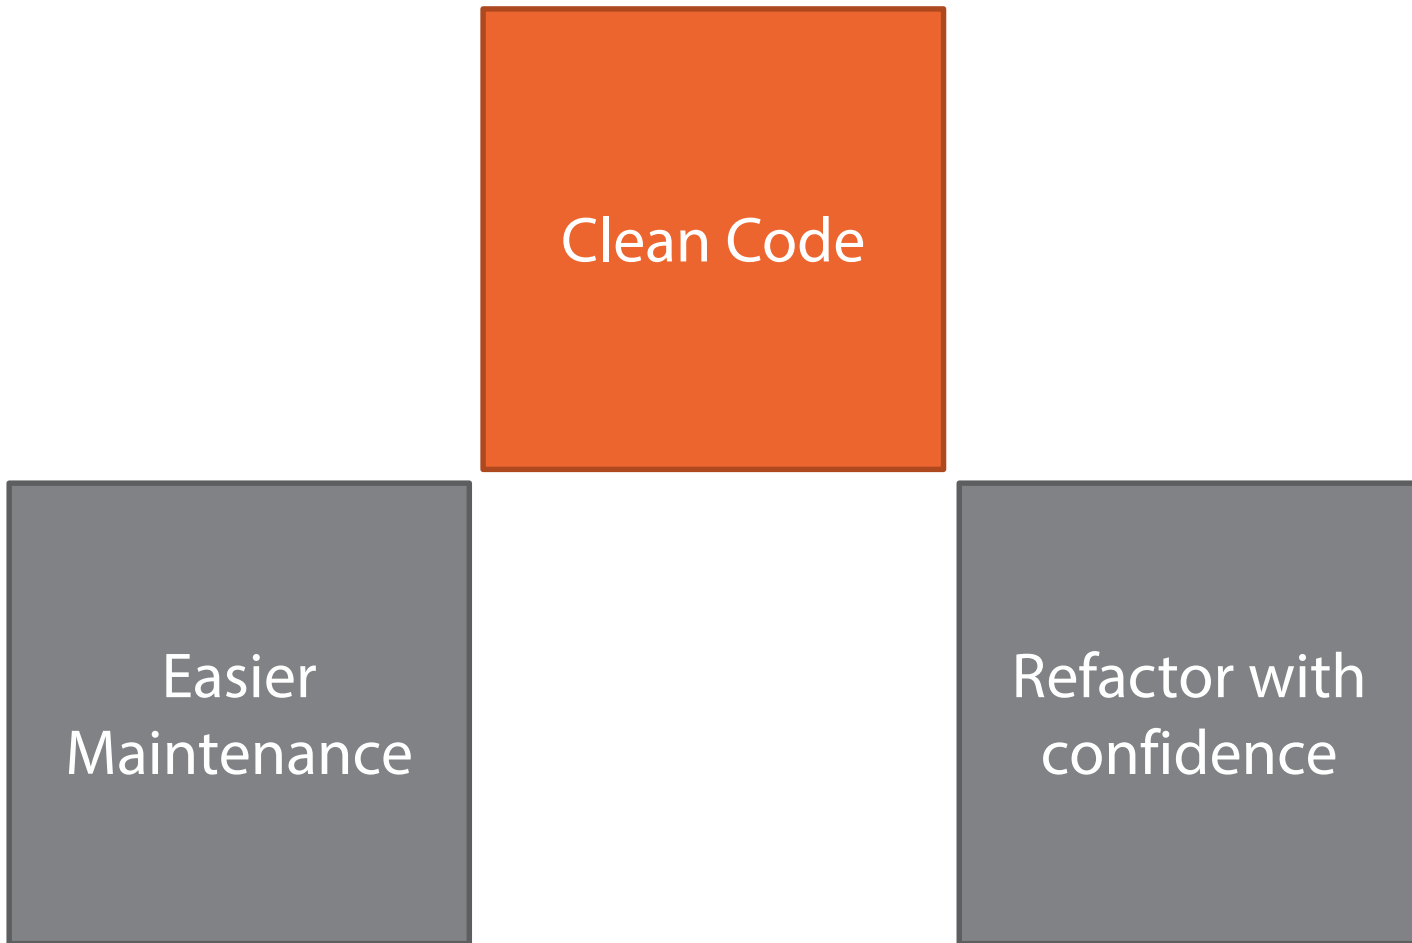 Clean Code
Easier
Maintenance
Refactor with
confidence